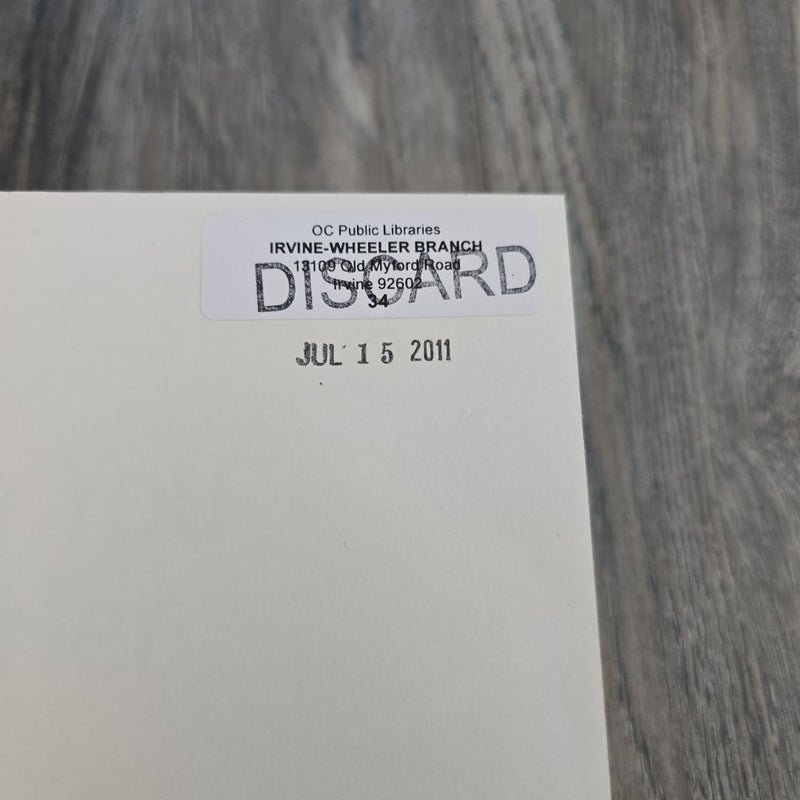 OC Public Libraries
IRVINE-WHEELER BRANCH
13109 Old Myford Road
Irvine 92602
34
DISCARD
JUL 15 2011